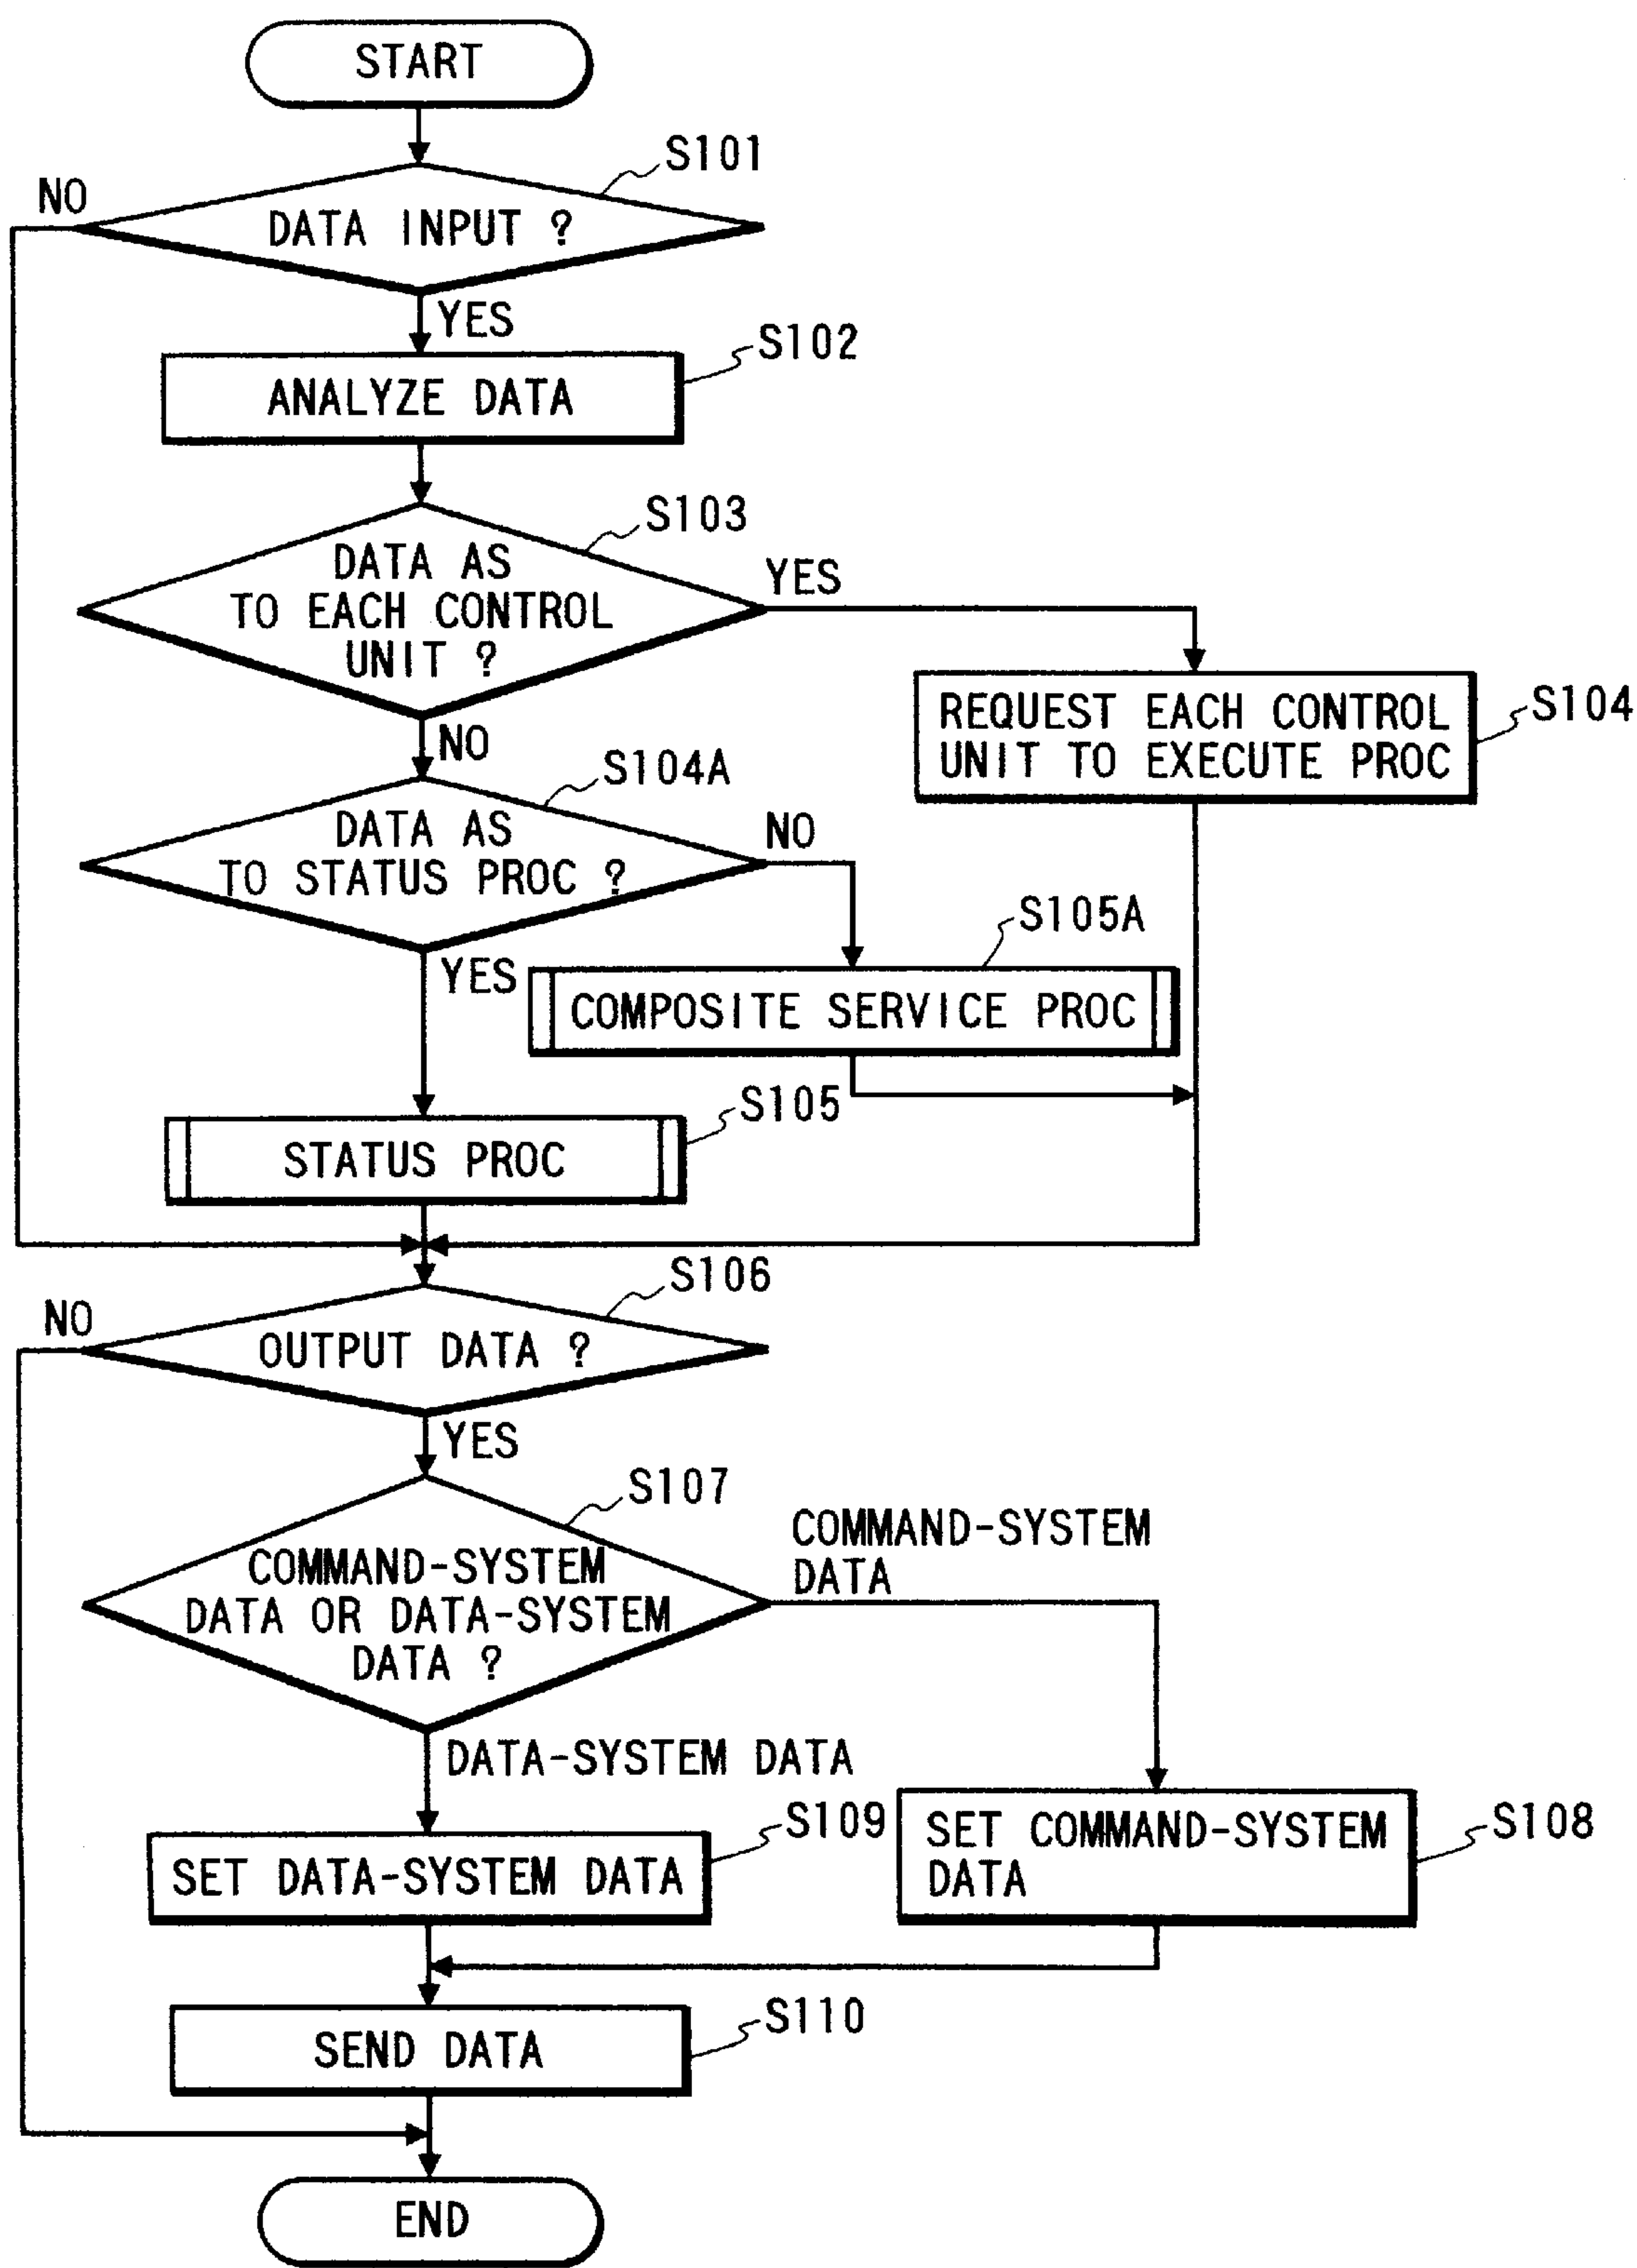 START
S101
NO
DATA INPUT ?
YES
S102
ANALYZE DATA
S103
DATA AS
TO EACH CONTROL
UNIT ?
YES
REQUEST EACH CONTROL
UNIT TO EXECUTE PROC
S104
NO
S104A
DATA AS
TO STATUS PROC ?
NO
S105A
YES
COMPOSITE SERVICE PROC
S105
STATUS PROC
S106
NO
OUTPUT DATA ?
YES
S107
COMMAND-SYSTEM
DATA
COMMAND-SYSTEM
DATA OR DATA-SYSTEM
DATA ?
DATA-SYSTEM DATA
S109
SET DATA-SYSTEM DATA
SET COMMAND-SYSTEM
DATA
S108
S110
SEND DATA
END